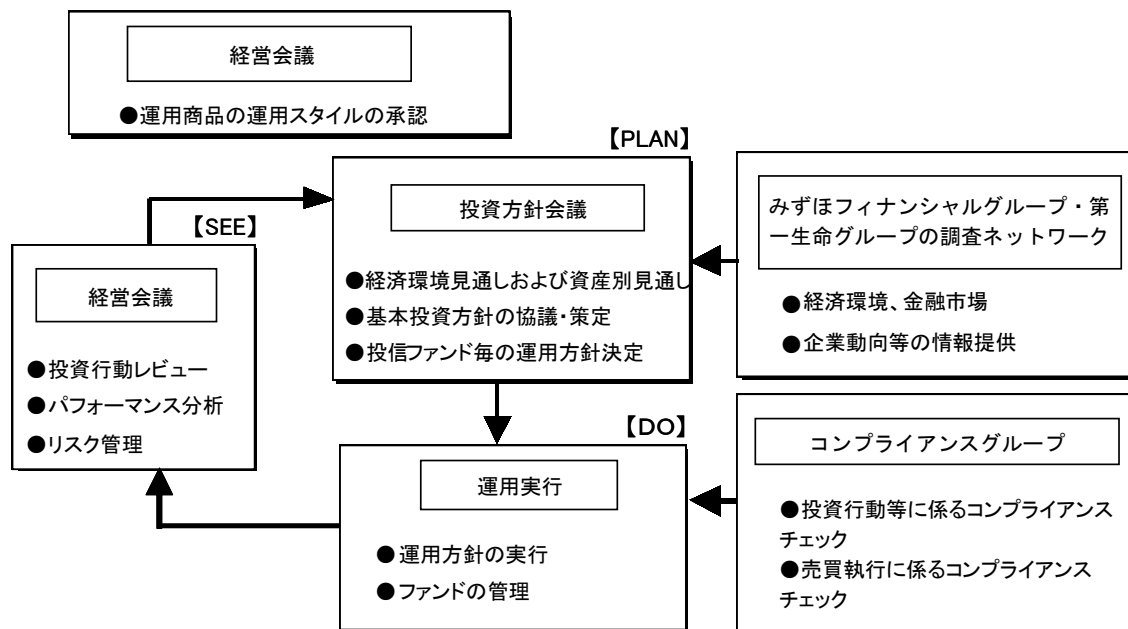 経営会議
●運用商品の運用スタイルの承認
【PLAN】
投資方針会議
●経済環境見通しおよび資産別見通し
●基本投資方針の協議・策定
●投信ファンド毎の運用方針決定
みずほフィナンシャルグループ・第
一生命グループの調査ネットワーク
●経済環境、金融市場
●企業動向等の情報提供
【SEE】
経営会議
●投資行動レビュー
●パフォーマンス分析
●リスク管理
【DO】
運用実行
●運用方針の実行
●ファンドの管理
コンプライアンスグループ
●投資行動等に係るコンプライアンス
チェック
●売買執行に係るコンプライアンス
チェック